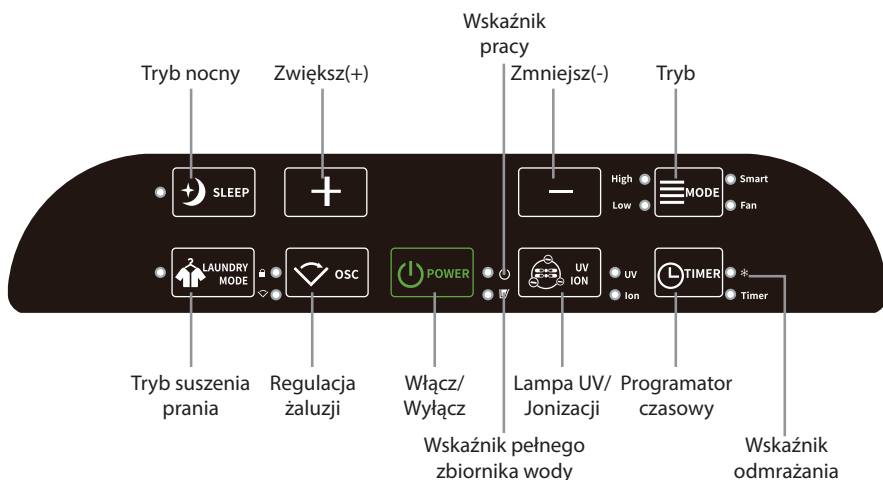 Wskaźnik
pracy
Tryb nocny
Zwiększ(+)
Zmniejsz(-)
Tryb
SLEEP
High
Low
MODE
Smart
Fan
LAUNDRY
MODE
OSC
POWER
UV
ION
UV
Ion
TIMER
Timer
Tryb suszenia
prania
Regulacja
żaluzji
Włącz/
Wyłącz
Lampa UV/
Jonizacji
Programator
czasowy
Wskaźnik pełnego
zbiornika wody
Wskaźnik
odmrażania